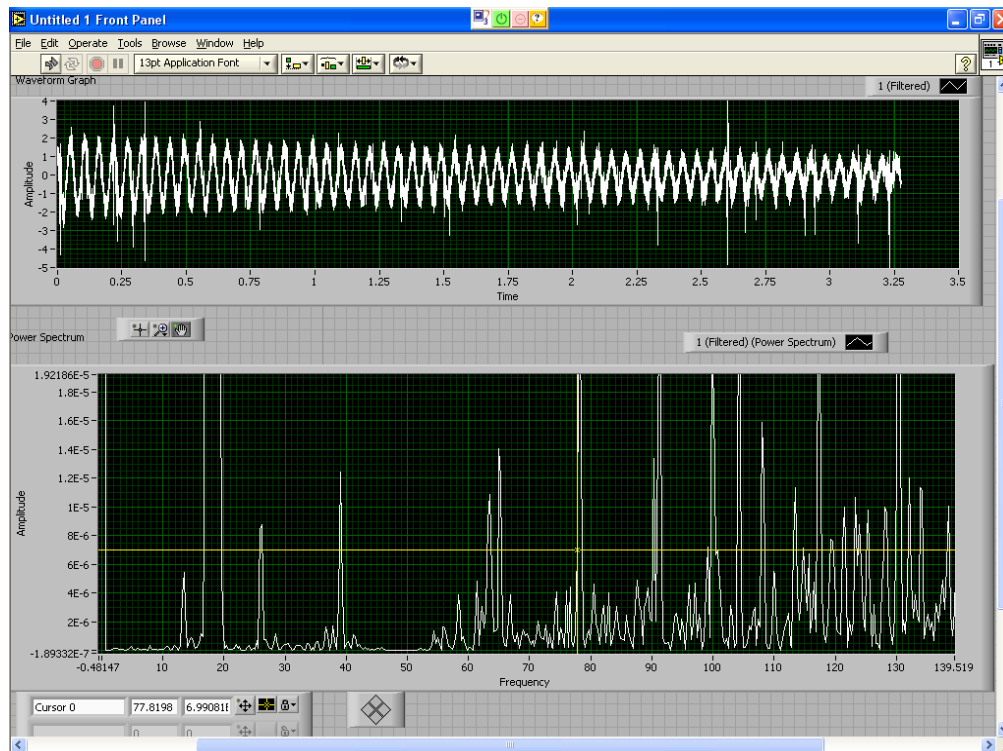 Untitled 1 Front Panel
File Edit Operate Tools Browse Window Help
13pt Application Font
1
Waveform Graph
1 (Filtered)
4
3
2
1
0
-1
-2
-3
-4
-5
Amplitude
0 0.25 0.5 0.75 1 1.25 1.5 1.75 2 2.25 2.5 2.75 3 3.25 3.5
Time
Power Spectrum
1 (Filtered) (Power Spectrum)
1.92186E-5
1.8E-5
1.6E-5
1.4E-5
1.2E-5
1E-5
8E-6
6E-6
4E-6
2E-6
-1.89332E-7
Amplitude
-0.48147 10 20 30 40 50 60 70 80 90 100 110 120 130 139.519
Frequency
Cursor 0 77.8198 6.9908
0 0